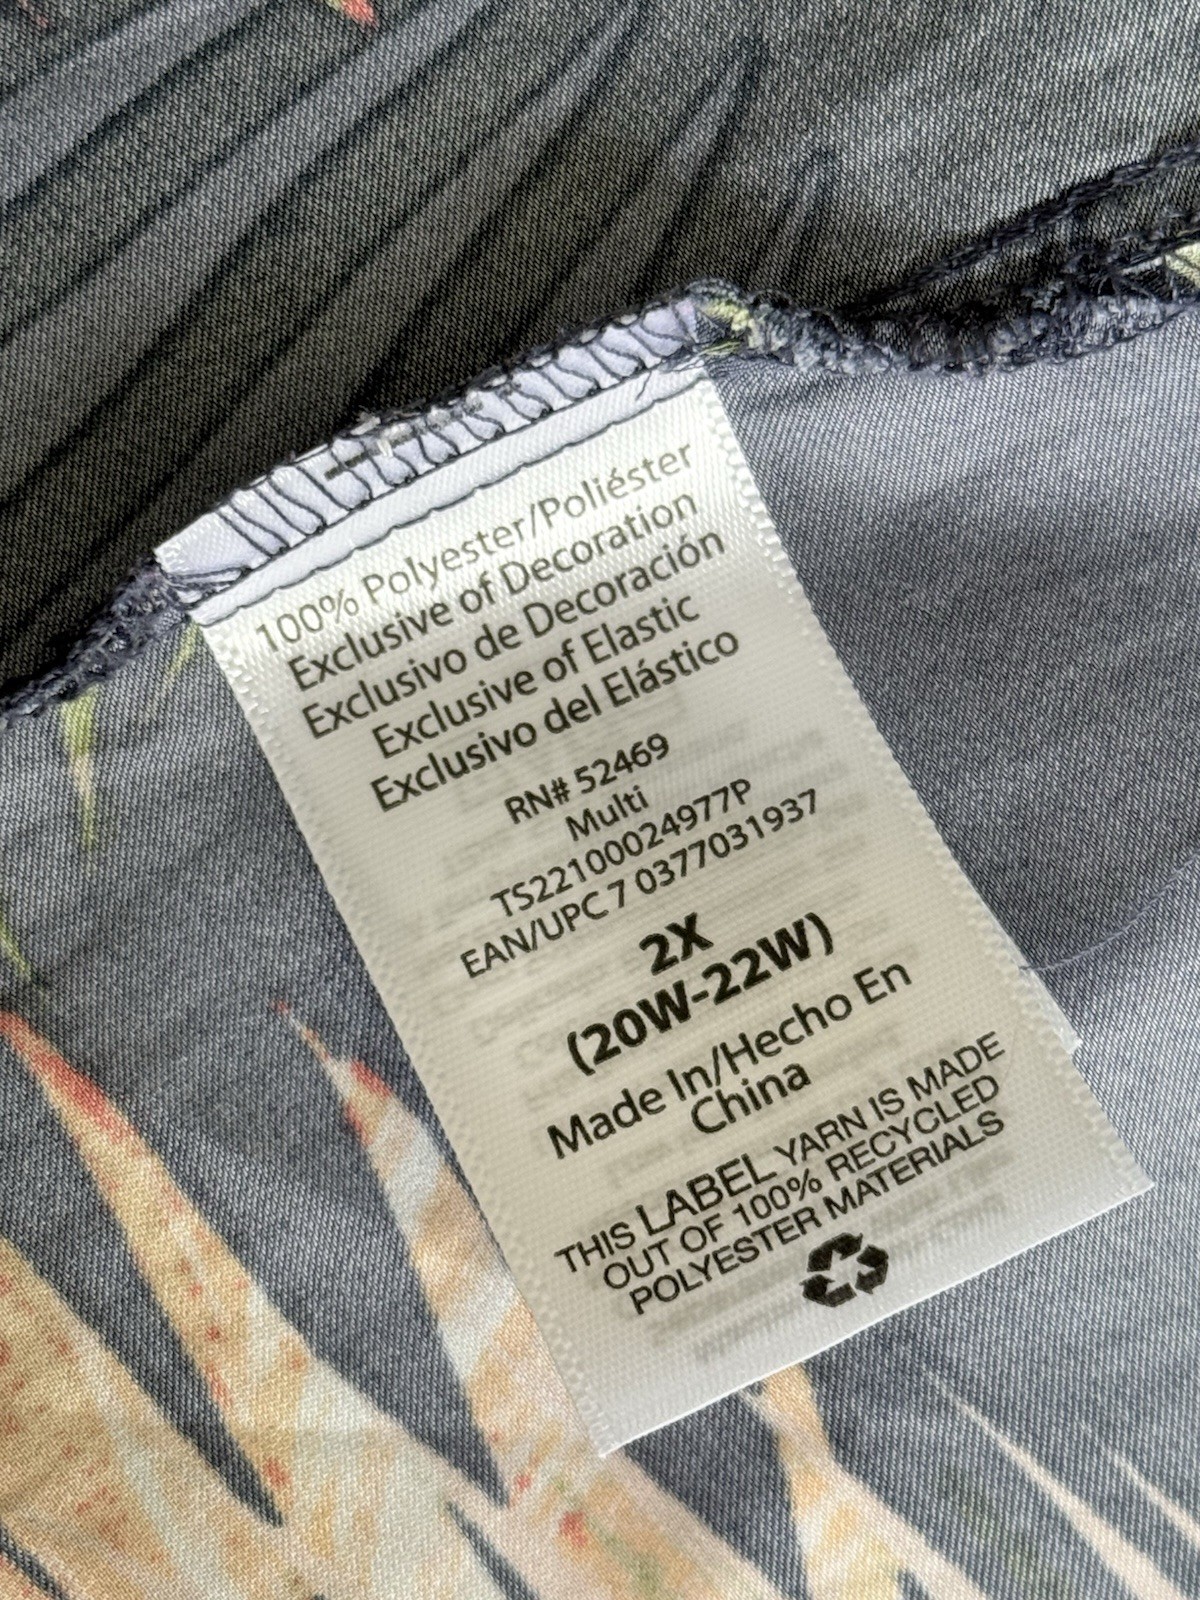 100% Polyester/Poliéster
Exclusive of Decoration
Exclusivo de Decoración
Exclusive of Elastic
Exclusivo del Elástico
RN# 52469
Multi
TS22100024977P
EAN/UPC 7 0377031937
2X
(20W-22W)
Made In/Hecho En
China
THIS LABEL YARN IS MADE
OUT OF 100% RECYCLED
POLYESTER MATERIALS